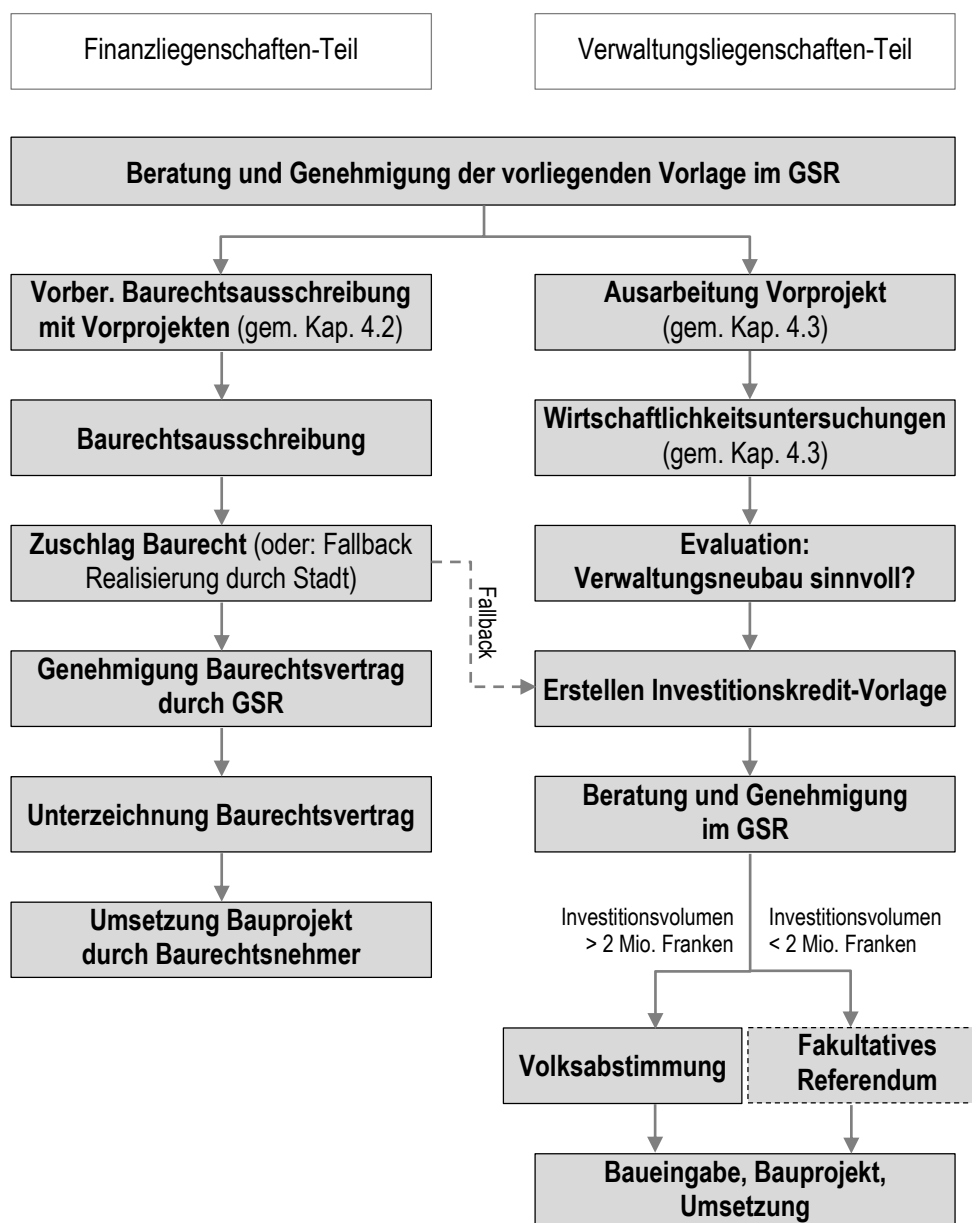 Finanzliegenschaften-Teil
Verwaltungsliegenschaften-Teil
Beratung und Genehmigung der vorliegenden Vorlage im GSR
Vorber. Baurechtsausschreibung
mit Vorprojekten (gem. Kap. 4.2)
Ausarbeitung Vorprojekt
(gem. Kap. 4.3)
Baurechtsausschreibung
Wirtschaftlichkeitsuntersuchungen
(gem. Kap. 4.3)
Zuschlag Baurecht (oder: Fallback
Realisierung durch Stadt)
Evaluation:
Verwaltungsneubau sinnvoll?
Fallback
Genehmigung Baurechtsvertrag
durch GSR
Erstellen Investitionskredit-Vorlage
Unterzeichnung Baurechtsvertrag
Beratung und Genehmigung
im GSR
Umsetzung Bauprojekt
durch Baurechtsnehmer
Investitionsvolumen
> 2 Mio. Franken
Investitionsvolumen
< 2 Mio. Franken
Volksabstimmung
Fakultatives
Referendum
Baueingabe, Bauprojekt,
Umsetzung